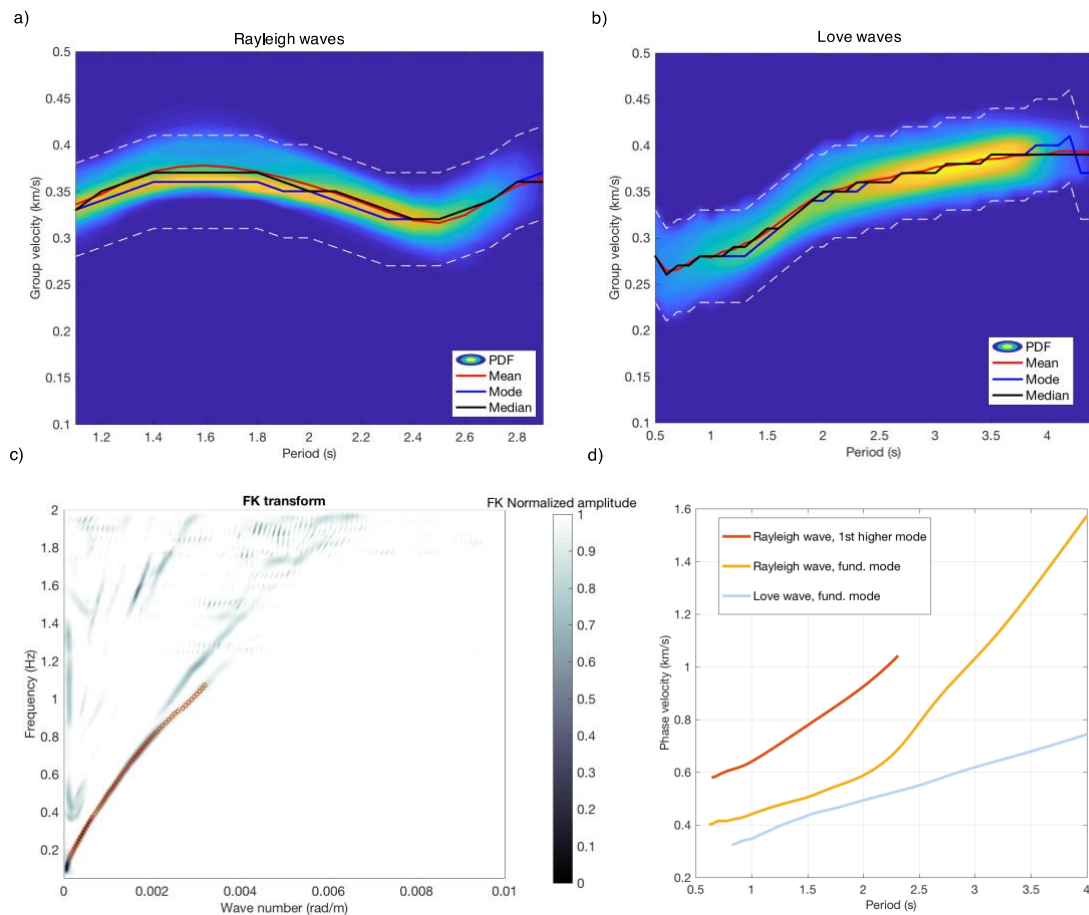 a)
Rayleigh waves
0.5
0.45
0.4
0.35
0.3
0.25
0.2
0.15
0.1
Group velocity (km/s)
PDF
Mean
Mode
Median
1.2 1.4 1.6 1.8 2 2.2 2.4 2.6 2.8
Period (s)
b)
Love waves
0.5
0.45
0.4
0.35
0.3
0.25
0.2
0.15
0.1
Group velocity (km/s)
PDF
Mean
Mode
Median
0.5 1 1.5 2 2.5 3 3.5 4
Period (s)
c)
FK transform
2
1.8
1.6
1.4
1.2
1
0.8
0.6
0.4
0.2
Frequency (Hz)
0 0.002 0.004 0.006 0.008 0.01
Wave number (rad/m)
FK Normalized amplitude
1
0.9
0.8
0.7
0.6
0.5
0.4
0.3
0.2
0.1
0
d)
1.6
1.4
1.2
1
0.8
0.6
0.4
0.2
Phase velocity (km/s)
Rayleigh wave, 1st higher mode
Rayleigh wave, fund. mode
Love wave, fund. mode
0.5 1 1.5 2 2.5 3 3.5 4
Period (s)